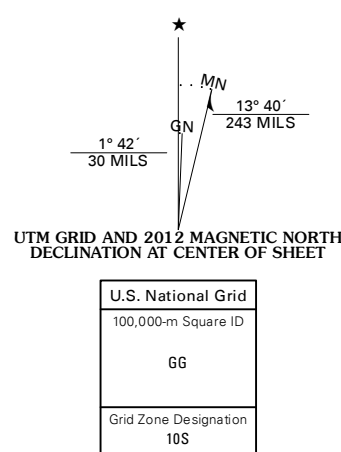 ★
MN
GN
13° 40´
243 MILS
1° 42´
30 MILS
UTM GRID AND 2012 MAGNETIC NORTH
DECLINATION AT CENTER OF SHEET
U.S. National Grid
100,000-m Square ID
GG
Grid Zone Designation
10S